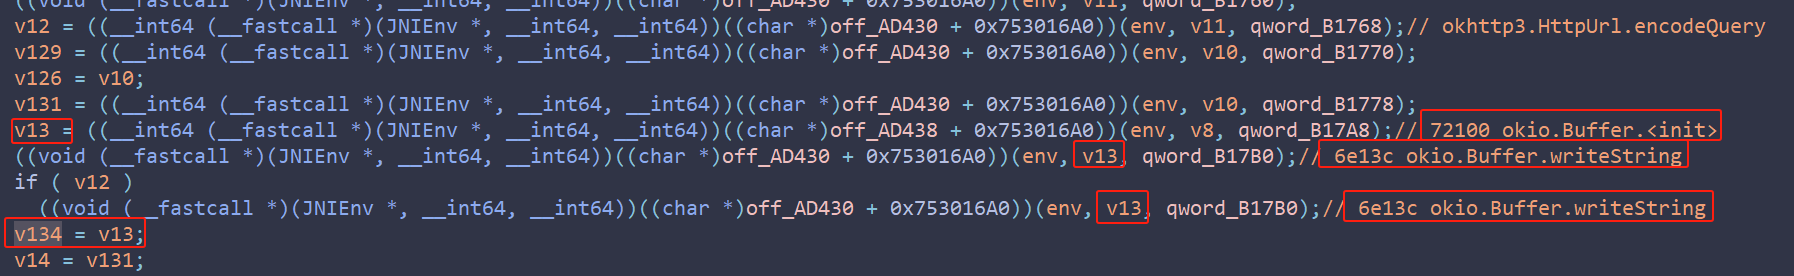 ((void (__fastcall *)(JNIEnv *, __int64, __int64))((char *)off_AD430 + 0x753016A0))(env, v11, qword_B1760);
v12 = ((__int64 (__fastcall *)(JNIEnv *, __int64, __int64))((char *)off_AD430 + 0x753016A0))(env, v11, qword_B1768);// okhttp3.HttpUrl.encodeQuery
v129 = ((__int64 (__fastcall *)(JNIEnv *, __int64, __int64))((char *)off_AD430 + 0x753016A0))(env, v10, qword_B1770);
v126 = v10;
v131 = ((__int64 (__fastcall *)(JNIEnv *, __int64, __int64))((char *)off_AD430 + 0x753016A0))(env, v10, qword_B1778);
v13 = ((__int64 (__fastcall *)(JNIEnv *, __int64, __int64))((char *)off_AD438 + 0x753016A0))(env, v8, qword_B17A8);// 72100 okio.Buffer.<init>
((void (__fastcall *)(JNIEnv *, __int64, __int64))((char *)off_AD430 + 0x753016A0))(env, v13, qword_B17B0);// 6e13c okio.Buffer.writeString
if ( v12 )
((void (__fastcall *)(JNIEnv *, __int64, __int64))((char *)off_AD430 + 0x753016A0))(env, v13, qword_B17B0);// 6e13c okio.Buffer.writeString
v134 = v13;
v14 = v131;